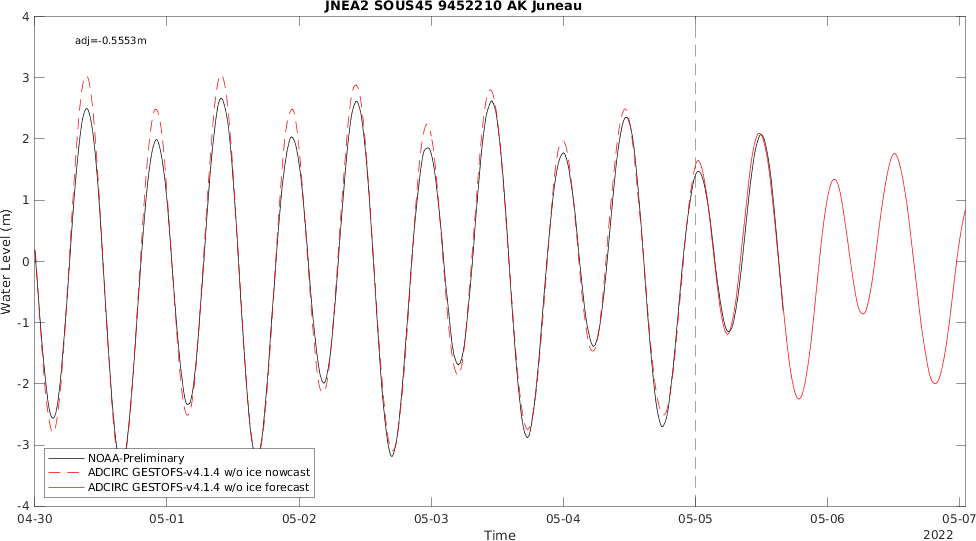 JNEA2 SOUS45 9452210 AK Juneau
adj=-0.5553m
4
3
2
1
0
-1
-2
-3
-4
Water Level (m)
NOAA-Preliminary
ADCIRC GESTOFS-v4.1.4 w/o ice nowcast
ADCIRC GESTOFS-v4.1.4 w/o ice forecast
04-30 05-01 05-02 05-03 05-04 05-05 05-06 05-07
Time
2022